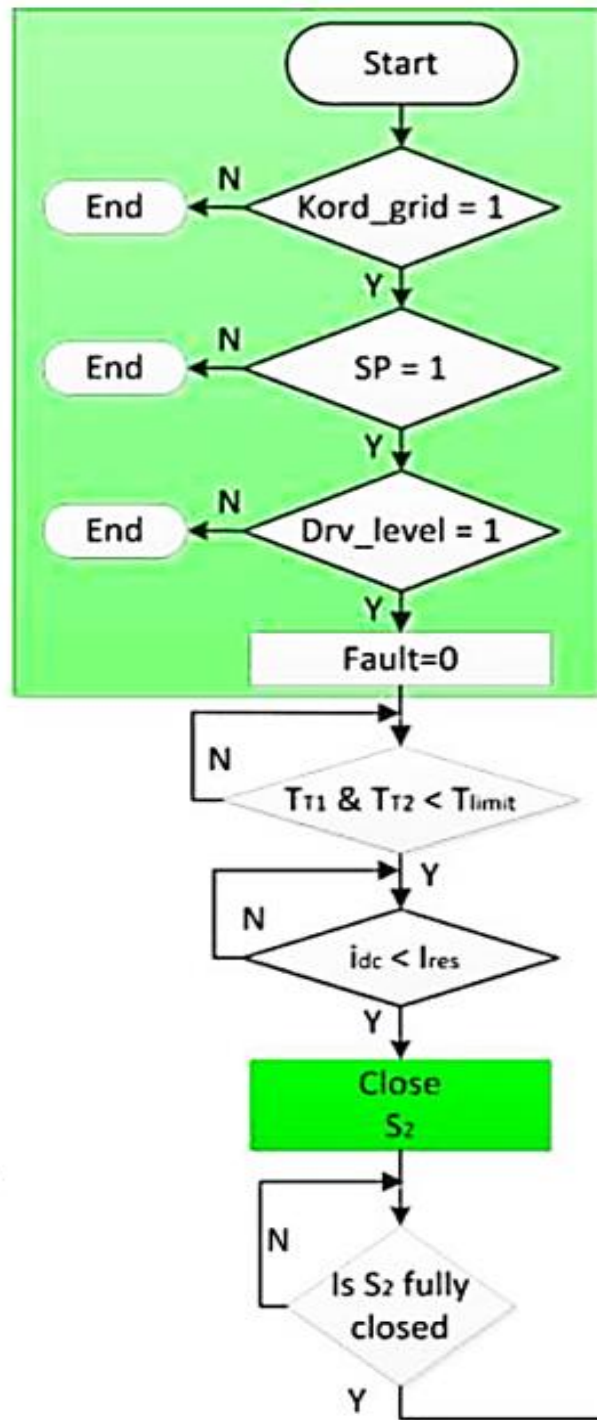 Start
N
End
Kord_grid = 1
Y
N
End
SP = 1
Y
N
End
Drv_level = 1
Y
Fault=0
N
TT1 & TT2 < Tlimit
Y
N
idc < Ires
Y
Close
S2
N
Is S2 fully
closed
Y